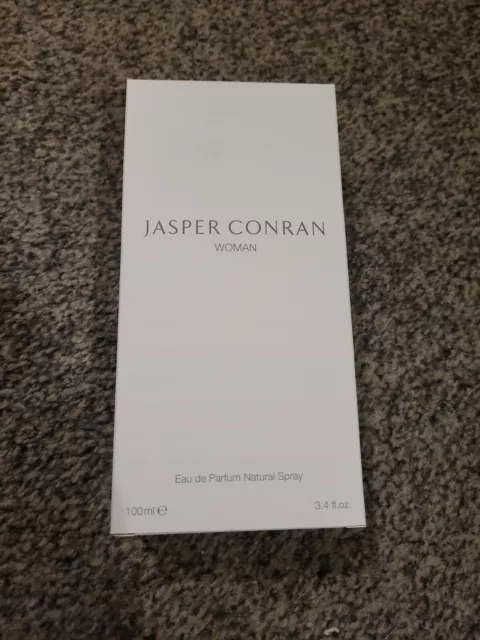 JASPER CONRAN
WOMAN
Eau de Parfum Natural Spray
100ml℮ 3.4 fl.oz.